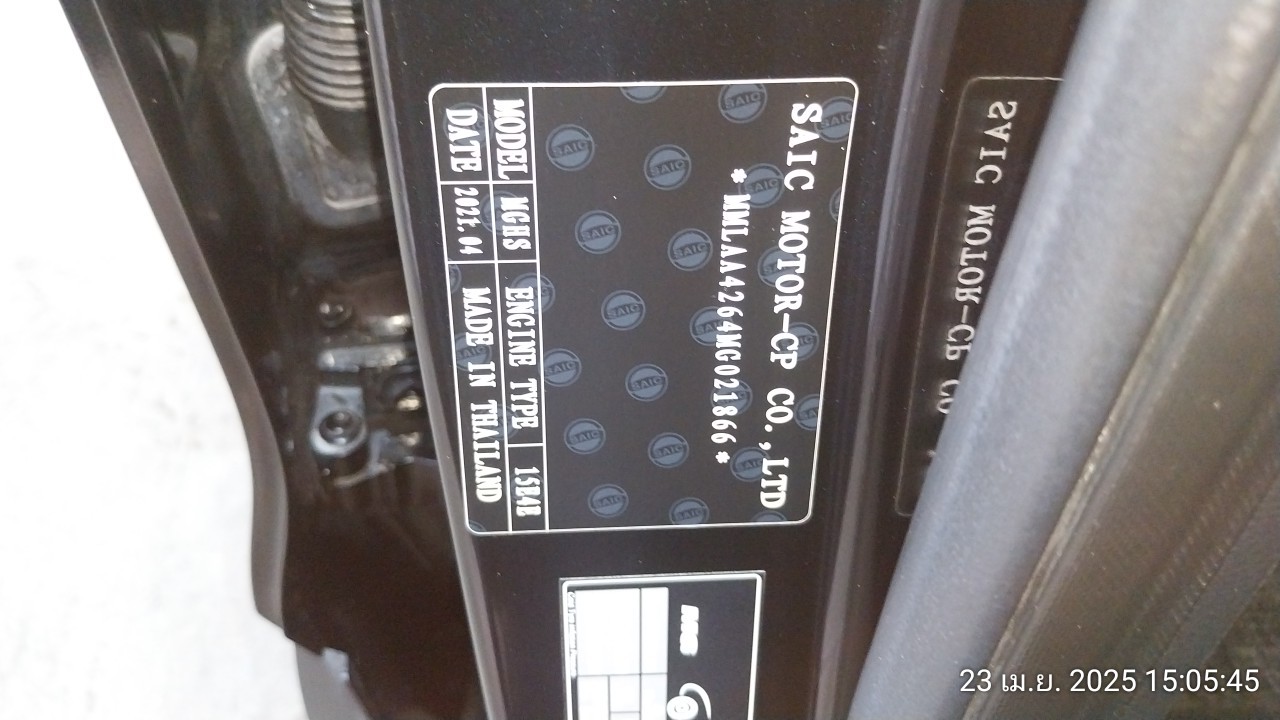 SAIC MOTOR-CP CO.,LTD
* MMLAA4264MG021866 *
MODEL MGHS ENGINE TYPE 15E4E
DATE 2021.04 MADE IN THAILAND
SAIC
SAIC MOTOR-CP CO
23 เม.ย. 2025 15:05:45